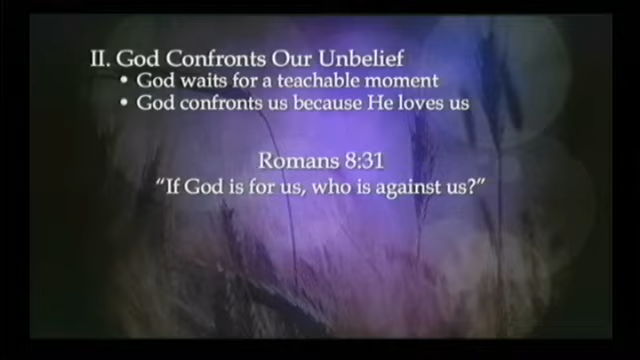 II. God Confronts Our Unbelief
• God waits for a teachable moment
• God confronts us because He loves us
Romans 8:31
“If God is for us, who is against us?”